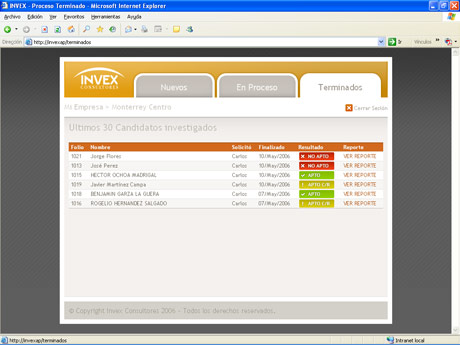 INVEX - Proceso Terminado - Microsoft Internet Explorer
Archivo Edición Ver Favoritos Herramientas Ayuda
Dirección http://invexap/terminados Ir Vínculos
INVEX
CONSULTORES
Nuevos En Proceso Terminados
Mi Empresa > Monterrey Centro Cerrar Sesión
Ultimos 30 Candidatos Investigados
Folio Nombre Solicitó Finalizado Resultado Reporte
1021 Jorge Flores Carlos 10/May/2006 NO APTO VER REPORTE
1013 José Perez Carlos 10/May/2006 NO APTO VER REPORTE
1015 HECTOR OCHOA MADRIGAL Carlos 10/May/2006 APTO VER REPORTE
1019 Javier Martinez Campa Carlos 10/May/2006 APTO C/R VER REPORTE
1018 BENJAMIN GARZA LA GUERA Carlos 07/May/2006 APTO VER REPORTE
1016 ROGELIO HERNANDEZ SALGADO Carlos 07/May/2006 APTO C/R VER REPORTE
© Copyright Invex Consultores 2006 - Todos los derechos reservados.
http://invexap/terminados Intranet local